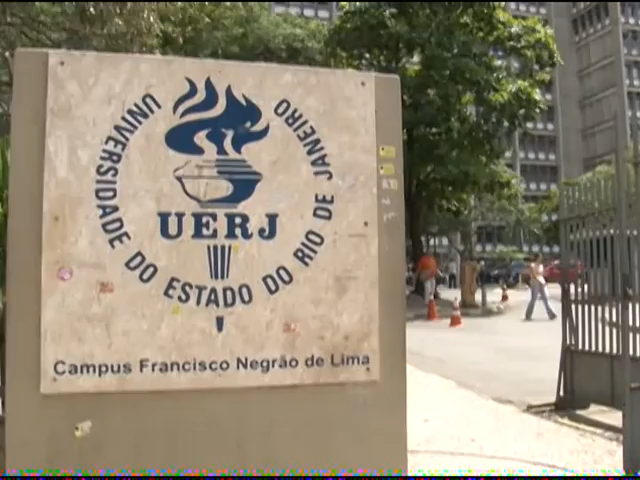 UNIVERSIDADE DO ESTADO DO RIO DE JANEIRO
UERJ
Campus Francisco Negrão de Lima